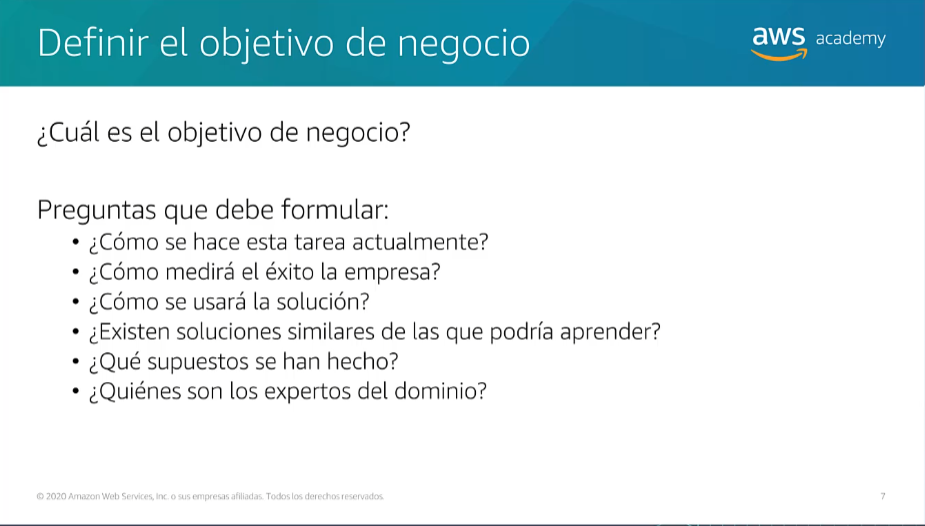 Definir el objetivo de negocio
aws academy
¿Cuál es el objetivo de negocio?
Preguntas que debe formular:
• ¿Cómo se hace esta tarea actualmente?
• ¿Cómo medirá el éxito la empresa?
• ¿Cómo se usará la solución?
• ¿Existen soluciones similares de las que podría aprender?
• ¿Qué supuestos se han hecho?
• ¿Quiénes son los expertos del dominio?
© 2020 Amazon Web Services, Inc. o sus empresas afiliadas. Todos los derechos reservados.
7